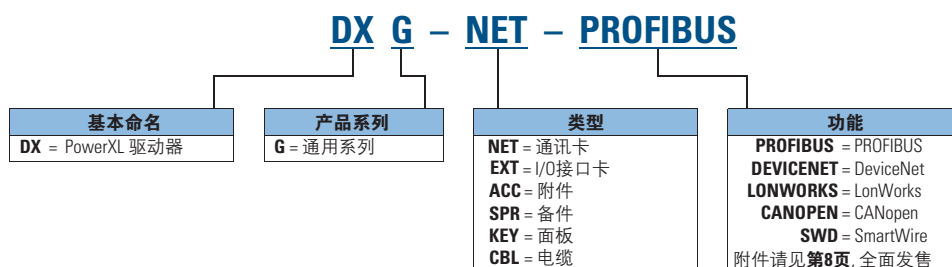 DX G – NET – PROFIBUS
基本命名
DX = PowerXL 驱动器
产品系列
G = 通用系列
类型
NET = 通讯卡
EXT = I/O接口卡
ACC = 附件
SPR = 备件
KEY = 面板
CBL = 电缆
功能
PROFIBUS = PROFIBUS
DEVICENET = DeviceNet
LONWORKS = LonWorks
CANOPEN = CANopen
SWD = SmartWire
附件请见第8页, 全面发售